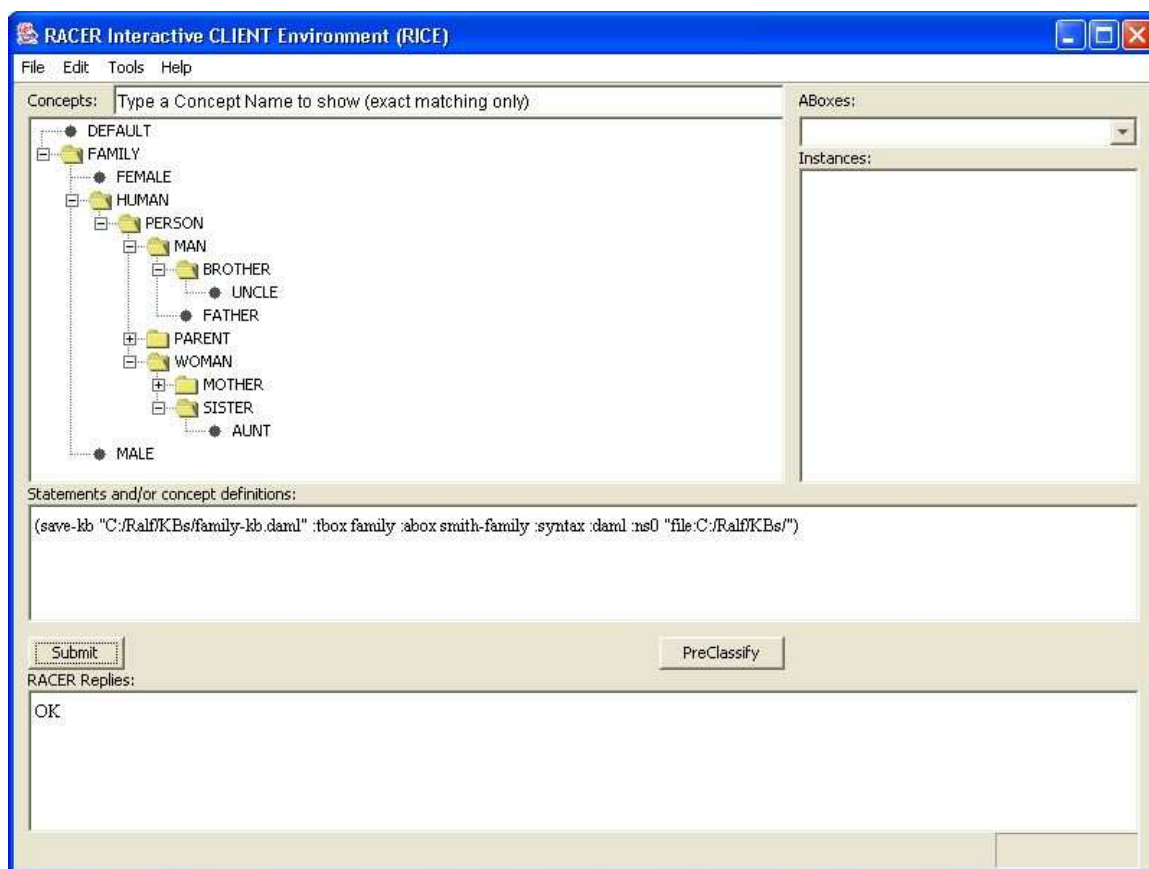 RACER Interactive CLIENT Environment (RICE)
File Edit Tools Help
Concepts: Type a Concept Name to show (exact matching only)
DEFAULT
FAMILY
FEMALE
HUMAN
PERSON
MAN
BROTHER
UNCLE
FATHER
PARENT
WOMAN
MOTHER
SISTER
AUNT
MALE
ABoxes:
Instances:
Statements and/or concept definitions:
(save-kb "C:/Ralf/KBs/family-kb.daml" :tbox family :abox smith-family :syntax :daml :ns0 "file:C:/Ralf/KBs/")
Submit
PreClassify
RACER Replies:
OK